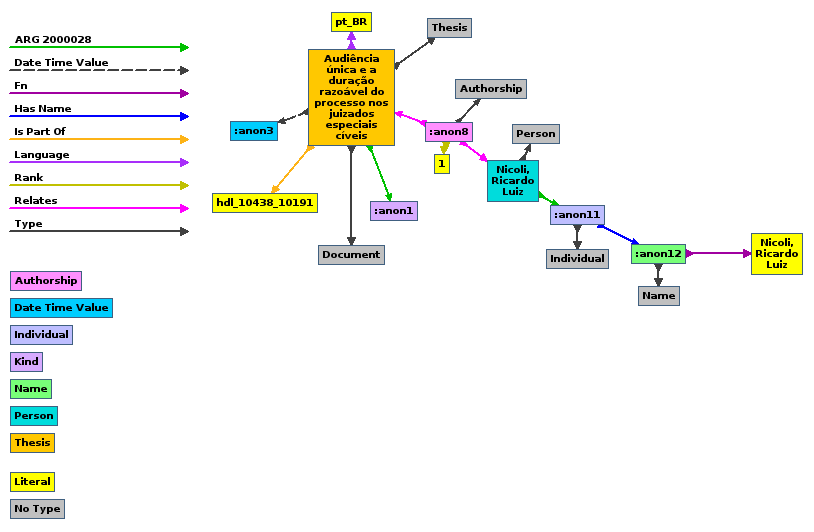 ARG 2000028
Date Time Value
Fn
Has Name
Is Part Of
Language
Rank
Relates
Type
Authorship
Date Time Value
Individual
Kind
Name
Person
Thesis
Literal
No Type
pt_BR
Thesis
Audiência
única e a
duração
razoável do
processo nos
juizados
especiais
cíveis
Authorship
:anon3
:anon8
Person
1
Nicoli,
Ricardo
Luiz
hdl_10438_10191
:anon1
:anon11
Document
Individual
:anon12
Nicoli,
Ricardo
Luiz
Name